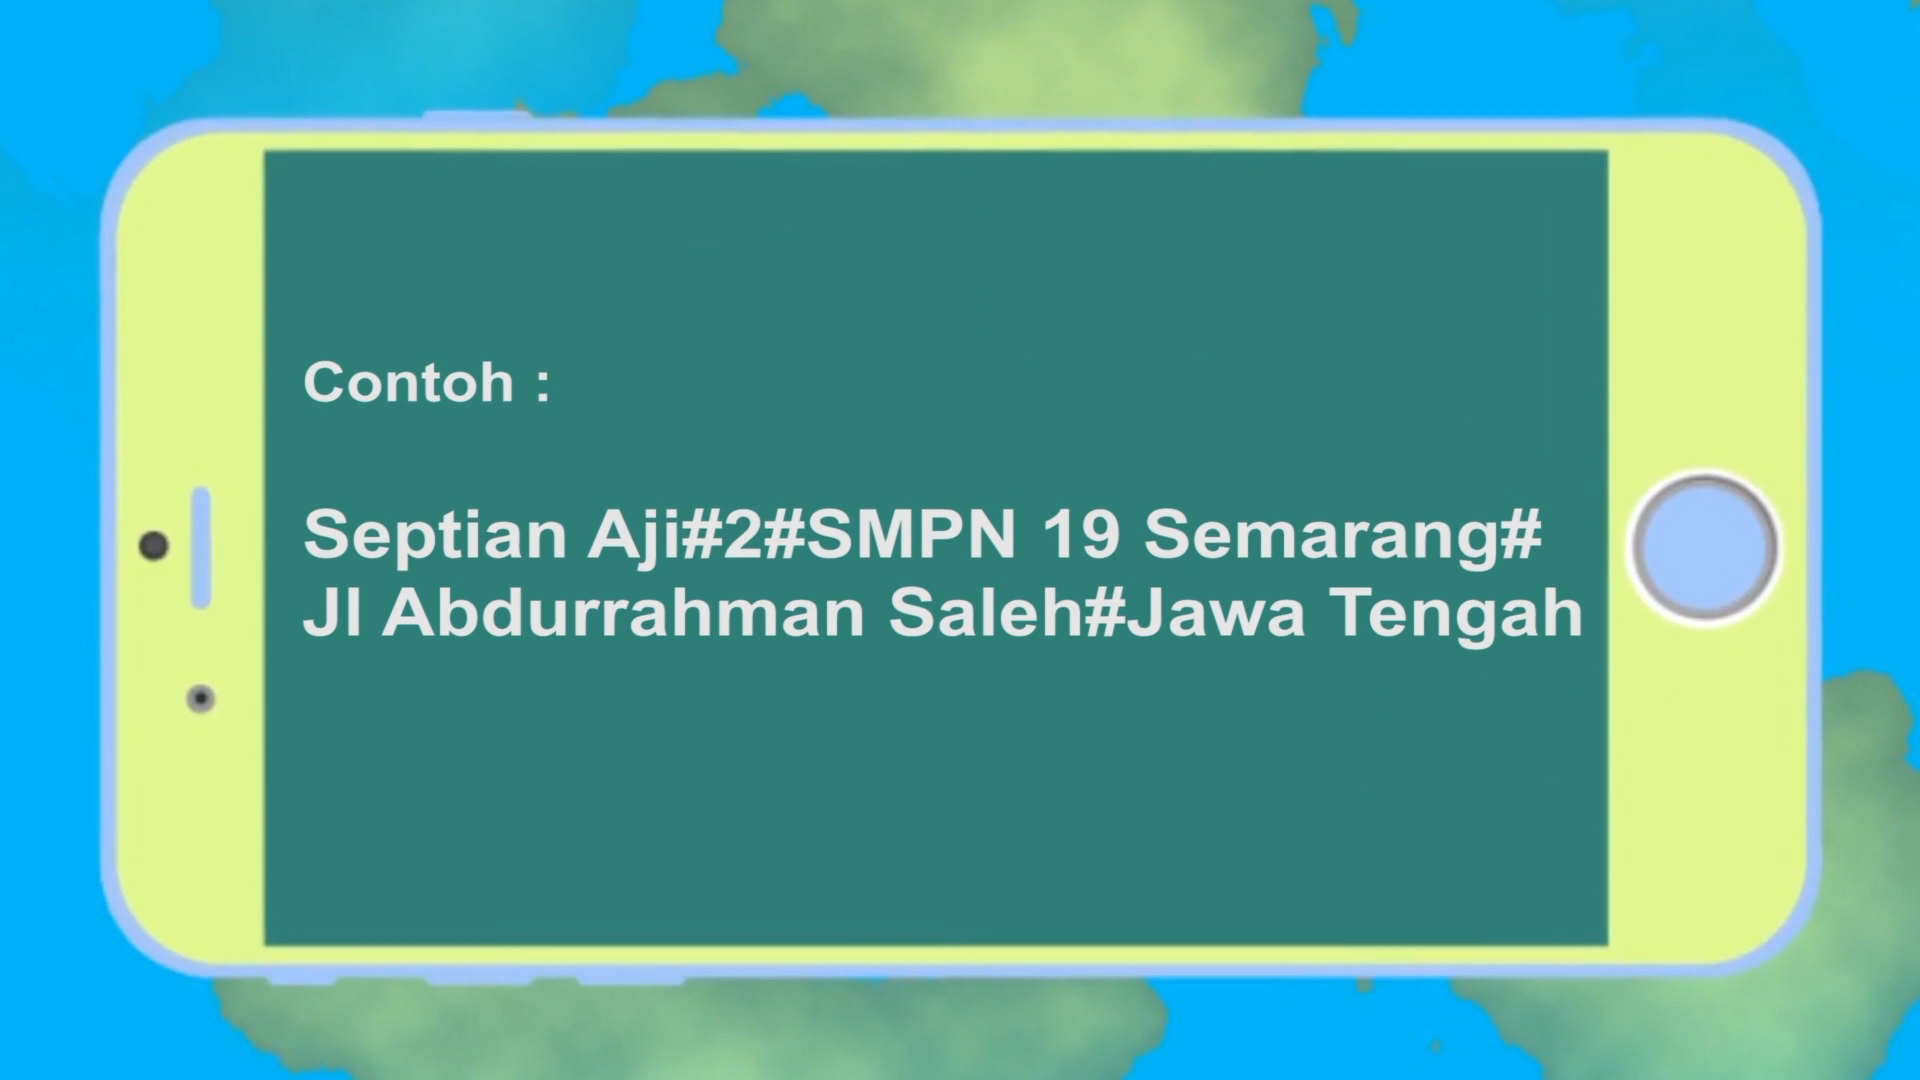 Contoh :
Septian Aji#2#SMPN 19 Semarang#
Jl Abdurrahman Saleh#Jawa Tengah